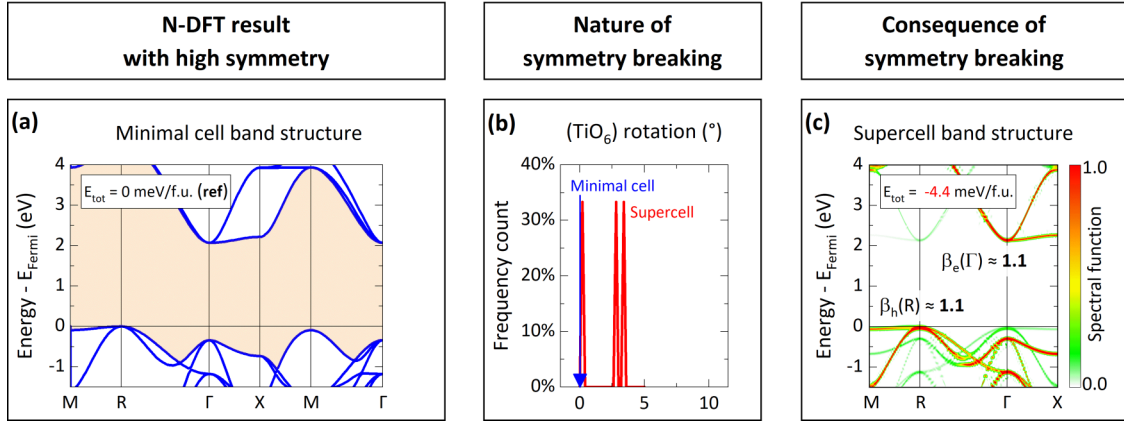 N-DFT result
with high symmetry
Nature of
symmetry breaking
Consequence of
symmetry breaking
(a)
Minimal cell band structure
Energy - E_Fermi (eV)
4
3
2
1
0
-1
E_tot = 0 meV/f.u. (ref)
M R Γ X M Γ
(b)
(TiO₆) rotation (°)
Frequency count
40%
30%
20%
10%
0%
Minimal cell
Supercell
0 5 10
(c)
Supercell band structure
Energy - E_Fermi (eV)
4
3
2
1
0
-1
E_tot = -4.4 meV/f.u.
β_e(Γ) ≈ 1.1
β_h(R) ≈ 1.1
M R Γ X
1.0
0.0
Spectral function